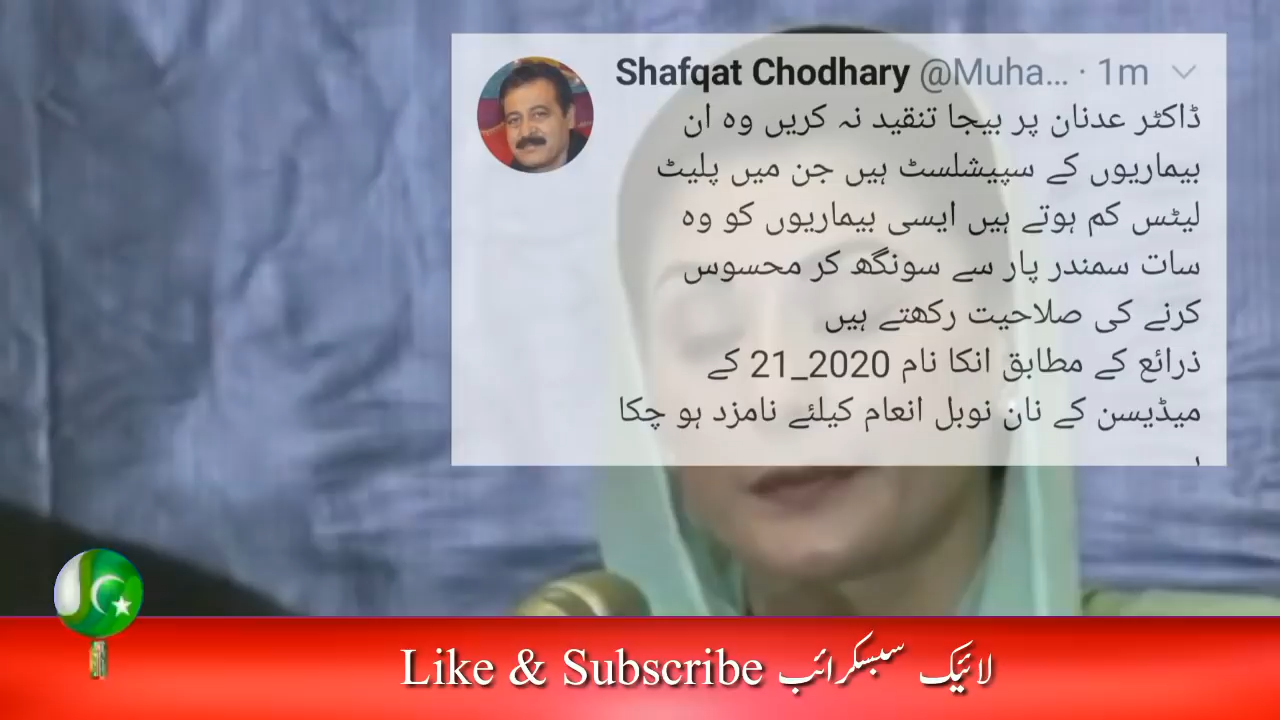 Shafqat Chodhary @Muha... · 1m
ڈاکٹر عدنان پر بیجا تنقید نہ کریں وہ ان
بیماریوں کے سپیشلسٹ ہیں جن میں پلیٹ
لیٹس کم ہوتے ہیں ایسی بیماریوں کو وہ
سات سمندر پار سے سونگھ کر محسوس
کرنے کی صلاحیت رکھتے ہیں
ذرائع کے مطابق انکا نام 2020_21 کے
میڈیسن کے نان نوبل انعام کیلئے نامزد ہو چکا
Like & Subscribe لائیک سبسکرائب